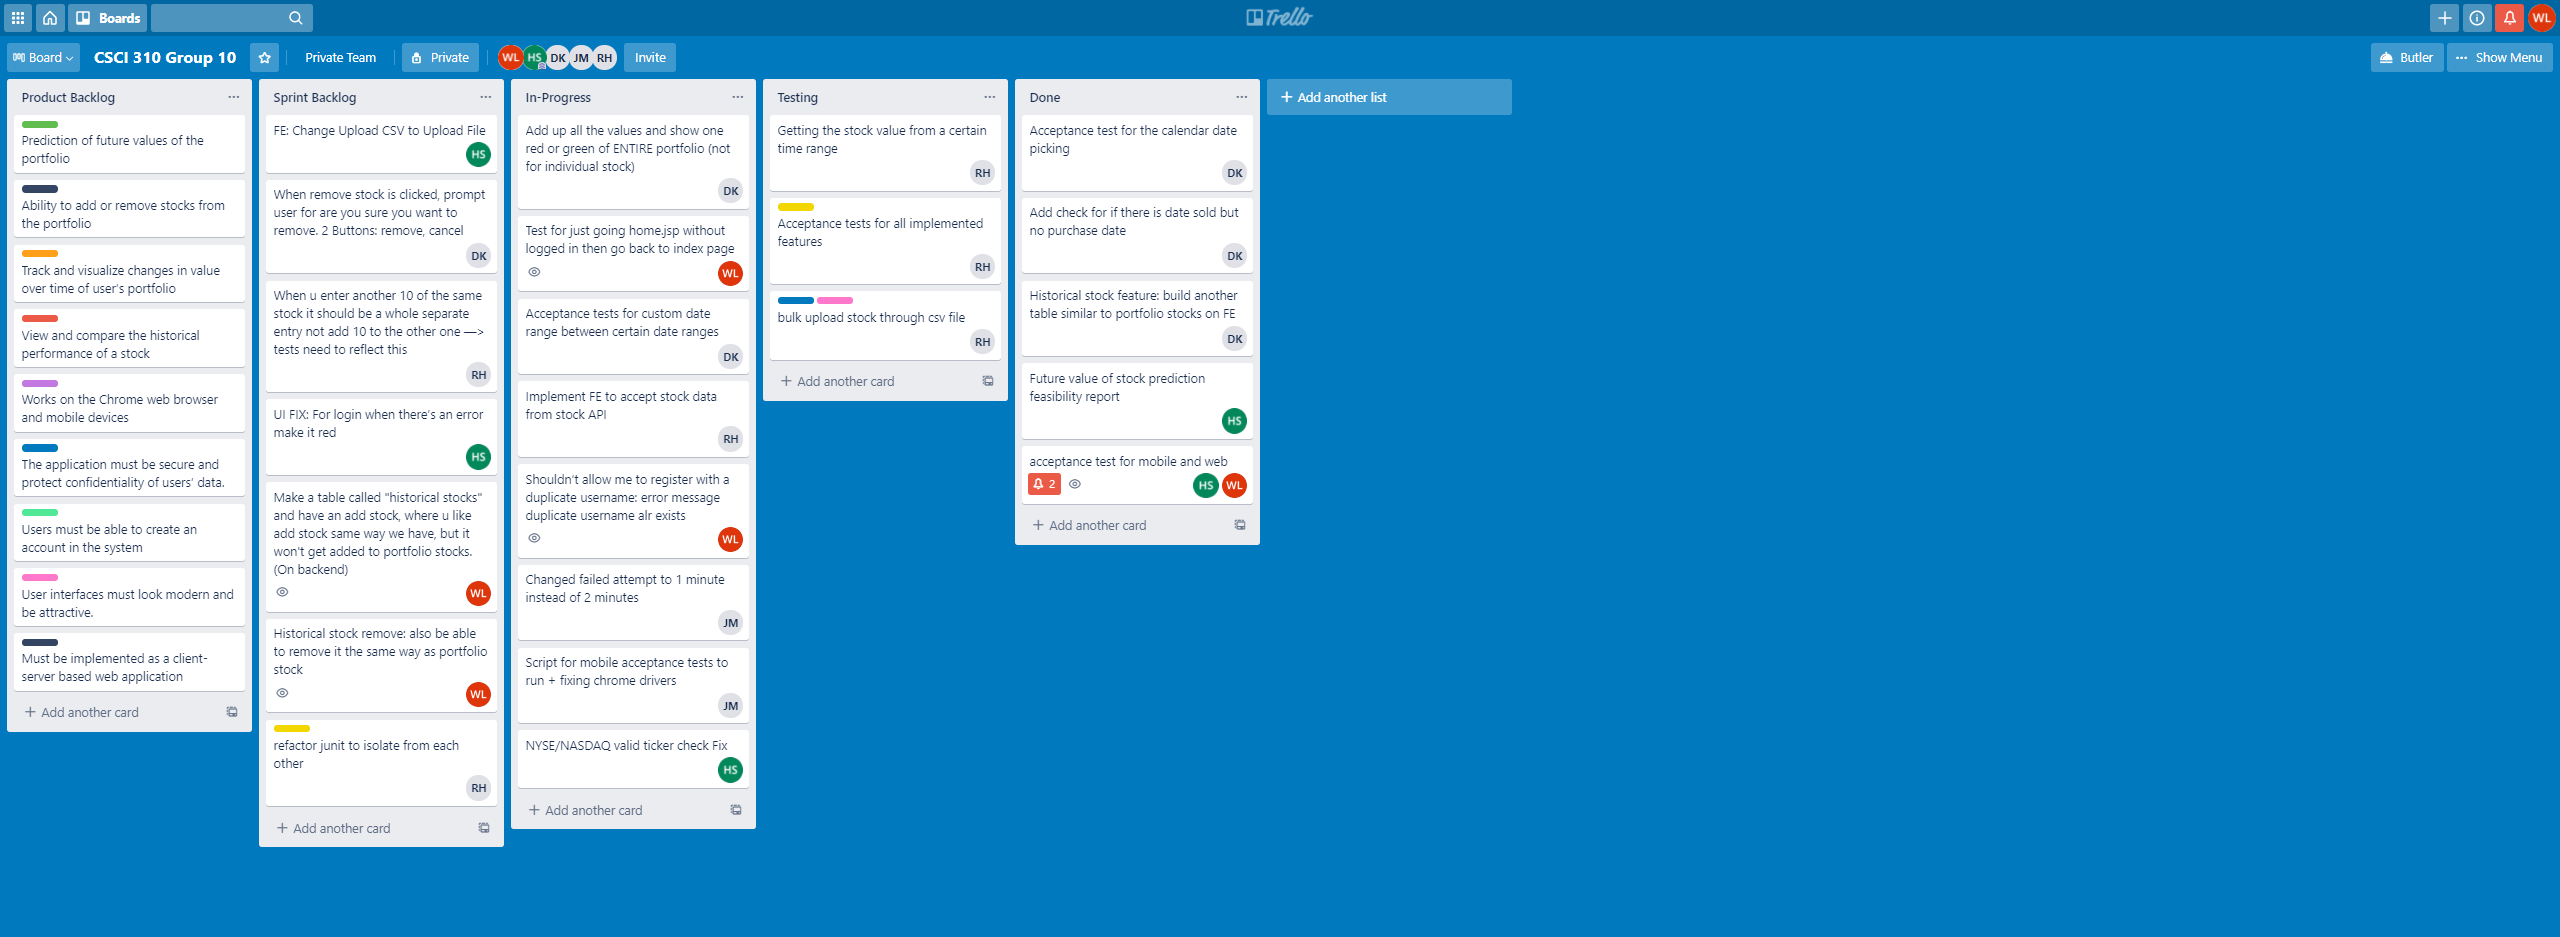 Boards
Trello
WL
Board
CSCI 310 Group 10
Private Team
Private
WL
HS
DK
JM
RH
Invite
Butler
Show Menu
Product Backlog
Prediction of future values of the
portfolio
Ability to add or remove stocks from
the portfolio
Track and visualize changes in value
over time of user's portfolio
View and compare the historical
performance of a stock
Works on the Chrome web browser
and mobile devices
The application must be secure and
protect confidentiality of users' data.
Users must be able to create an
account in the system
User interfaces must look modern and
be attractive.
Must be implemented as a client-
server based web application
+ Add another card
Sprint Backlog
FE: Change Upload CSV to Upload File
HS
When remove stock is clicked, prompt
user for are you sure you want to
remove. 2 Buttons: remove, cancel
DK
When u enter another 10 of the same
stock it should be a whole separate
entry not add 10 to the other one —>
tests need to reflect this
RH
UI FIX: For login when there's an error
make it red
HS
Make a table called "historical stocks"
and have an add stock, where u like
add stock same way we have, but it
won't get added to portfolio stocks.
(On backend)
WL
Historical stock remove: also be able
to remove it the same way as portfolio
stock
WL
refactor junit to isolate from each
other
RH
+ Add another card
In-Progress
Add up all the values and show one
red or green of ENTIRE portfolio (not
for individual stock)
DK
Test for just going home.jsp without
logged in then go back to index page
WL
Acceptance tests for custom date
range between certain date ranges
DK
Implement FE to accept stock data
from stock API
RH
Shouldn't allow me to register with a
duplicate username: error message
duplicate username alr exists
WL
Changed failed attempt to 1 minute
instead of 2 minutes
JM
Script for mobile acceptance tests to
run + fixing chrome drivers
JM
NYSE/NASDAQ valid ticker check Fix
HS
+ Add another card
Testing
Getting the stock value from a certain
time range
RH
Acceptance tests for all implemented
features
RH
bulk upload stock through csv file
RH
+ Add another card
Done
Acceptance test for the calendar date
picking
DK
Add check for if there is date sold but
no purchase date
DK
Historical stock feature: build another
table similar to portfolio stocks on FE
DK
Future value of stock prediction
feasibility report
HS
acceptance test for mobile and web
2
HS
WL
+ Add another card
+ Add another list